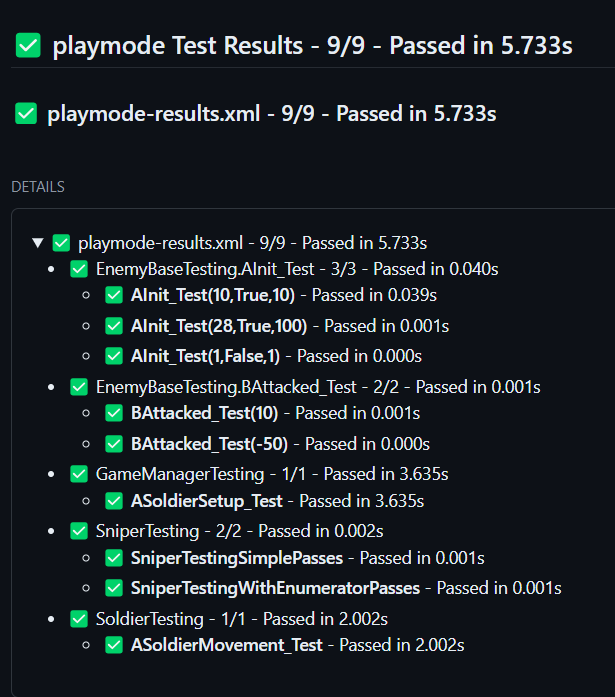 playmode Test Results - 9/9 - Passed in 5.733s
playmode-results.xml - 9/9 - Passed in 5.733s
DETAILS
playmode-results.xml - 9/9 - Passed in 5.733s
EnemyBaseTesting.AInit_Test - 3/3 - Passed in 0.040s
AInit_Test(10,True,10) - Passed in 0.039s
AInit_Test(28,True,100) - Passed in 0.001s
AInit_Test(1,False,1) - Passed in 0.000s
EnemyBaseTesting.BAttacked_Test - 2/2 - Passed in 0.001s
BAttacked_Test(10) - Passed in 0.001s
BAttacked_Test(-50) - Passed in 0.000s
GameManagerTesting - 1/1 - Passed in 3.635s
ASoldierSetup_Test - Passed in 3.635s
SniperTesting - 2/2 - Passed in 0.002s
SniperTestingSimplePasses - Passed in 0.001s
SniperTestingWithEnumeratorPasses - Passed in 0.001s
SoldierTesting - 1/1 - Passed in 2.002s
ASoldierMovement_Test - Passed in 2.002s